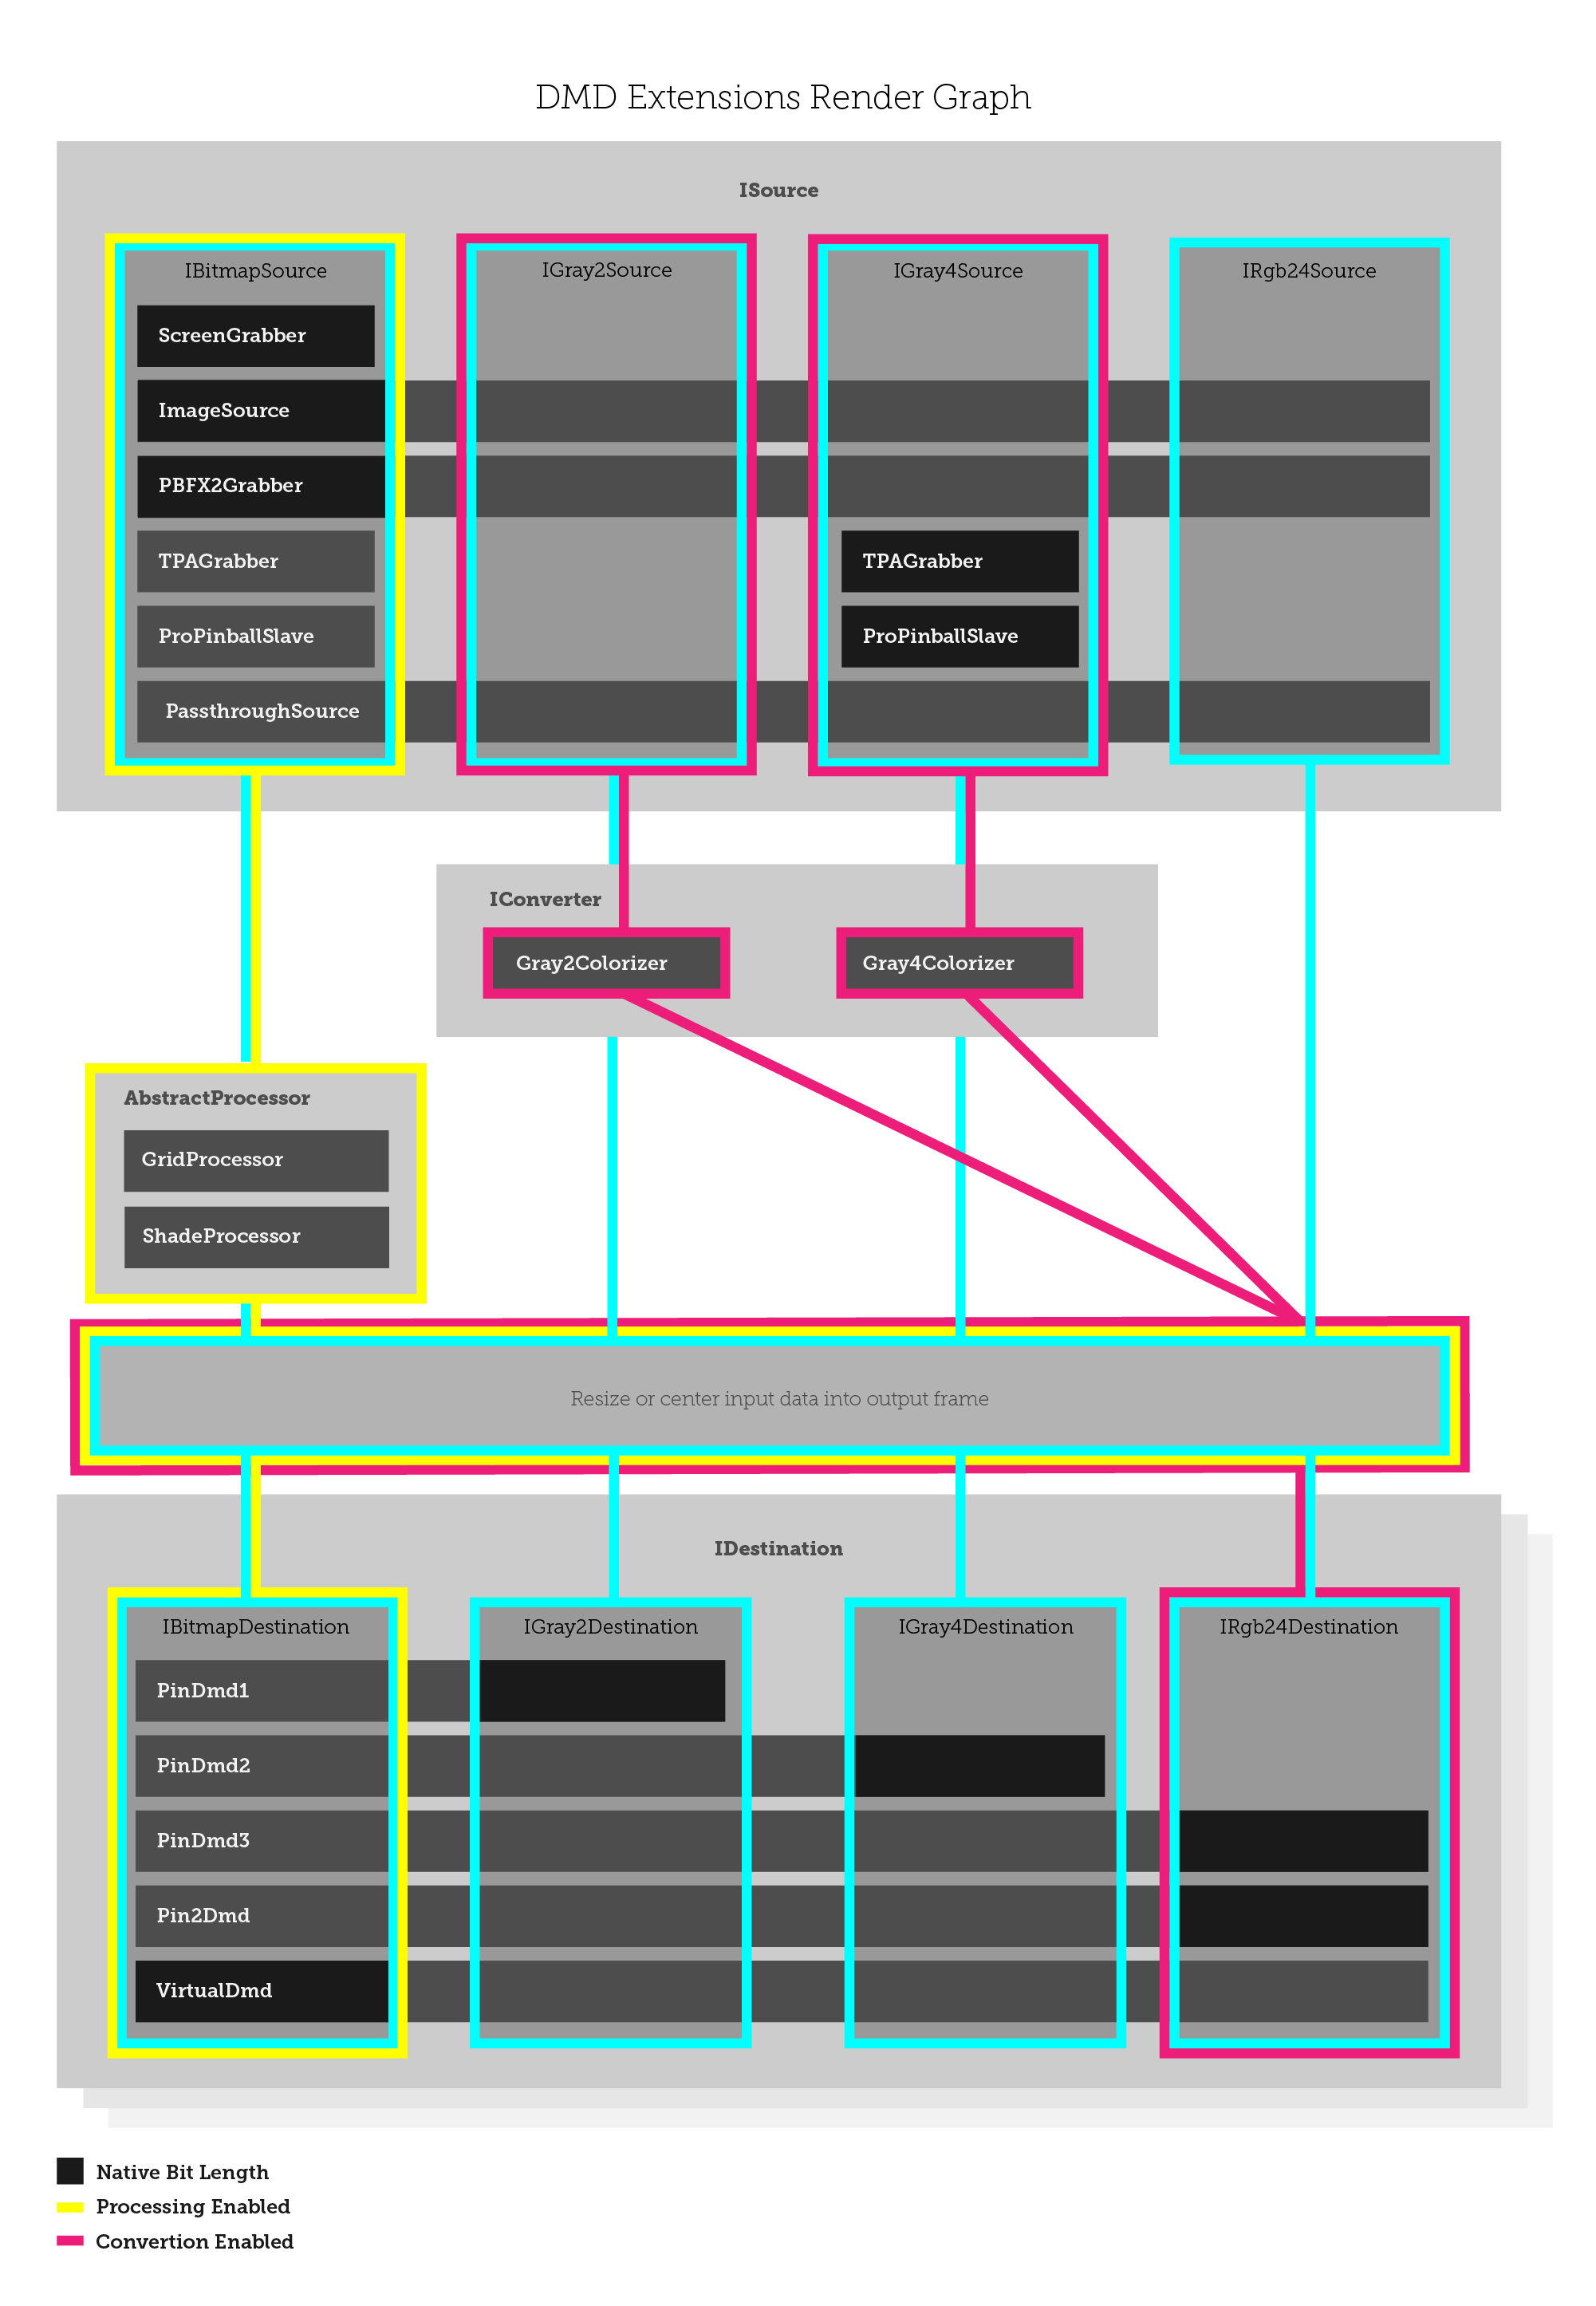 DMD Extensions Render Graph
ISource
IBitmapSource
IGray2Source
IGray4Source
IRgb24Source
ScreenGrabber
ImageSource
PBFX2Grabber
TPAGrabber
TPAGrabber
ProPinballSlave
ProPinballSlave
PassthroughSource
IConverter
Gray2Colorizer
Gray4Colorizer
AbstractProcessor
GridProcessor
ShadeProcessor
Resize or center input data into output frame
IDestination
IBitmapDestination
IGray2Destination
IGray4Destination
IRgb24Destination
PinDmd1
PinDmd2
PinDmd3
Pin2Dmd
VirtualDmd
Native Bit Length
Processing Enabled
Convertion Enabled